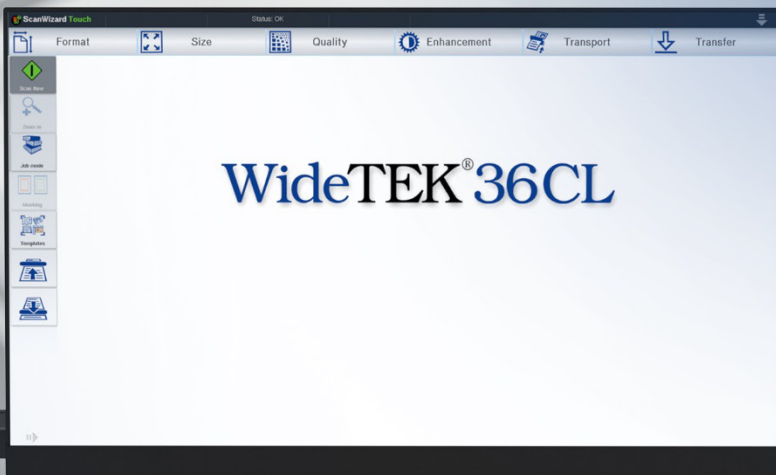 ScanWizard Touch
Status: OK
Format
Size
Quality
Enhancement
Transport
Transfer
Scan Now
Zoom in
Job mode
Masking
Templates
WideTEK® 36CL